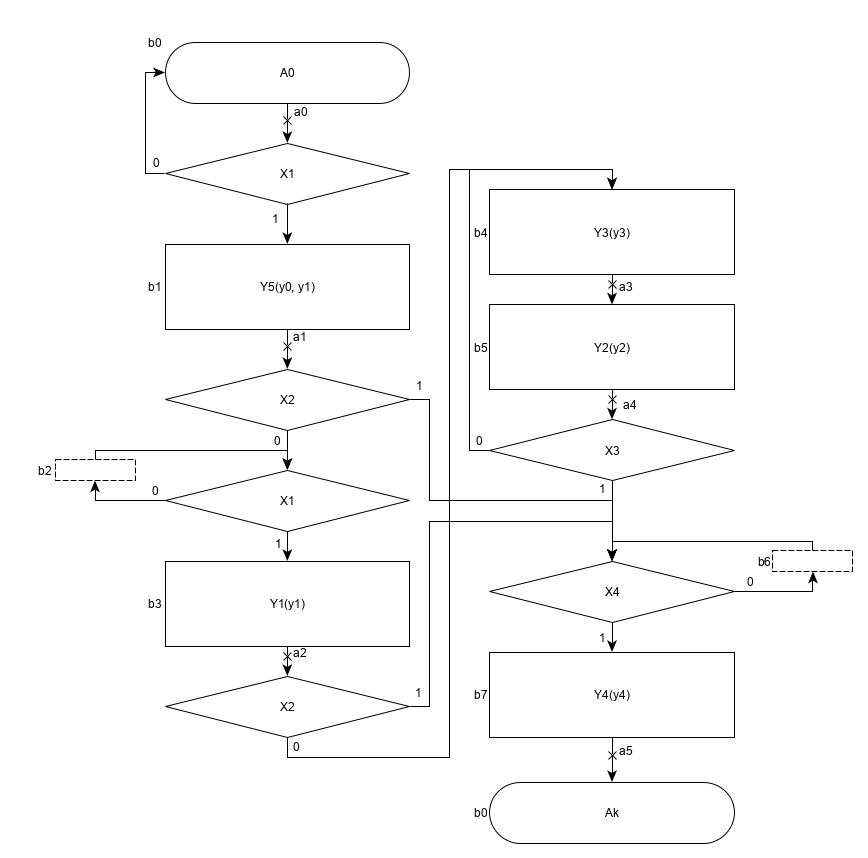 b0
A0
a0
0
X1
1
b1
Y5(y0, y1)
a1
X2
1
0
b2
0
X1
1
b3
Y1(y1)
a2
X2
1
0
b4
Y3(y3)
a3
b5
Y2(y2)
a4
0
X3
1
b6
X4
0
1
b7
Y4(y4)
a5
b0
Ak